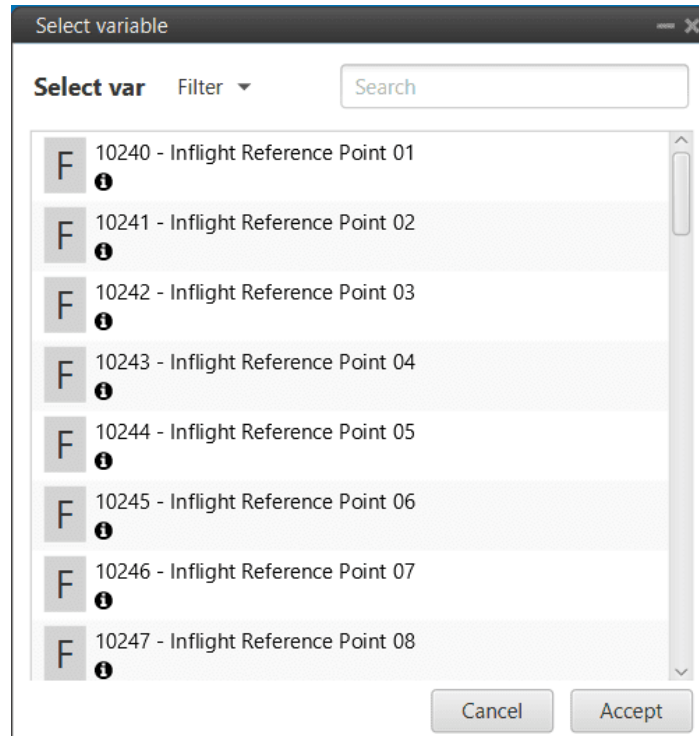 Select variable
Select var Filter Search
F 10240 - Inflight Reference Point 01
F 10241 - Inflight Reference Point 02
F 10242 - Inflight Reference Point 03
F 10243 - Inflight Reference Point 04
F 10244 - Inflight Reference Point 05
F 10245 - Inflight Reference Point 06
F 10246 - Inflight Reference Point 07
F 10247 - Inflight Reference Point 08
Cancel Accept